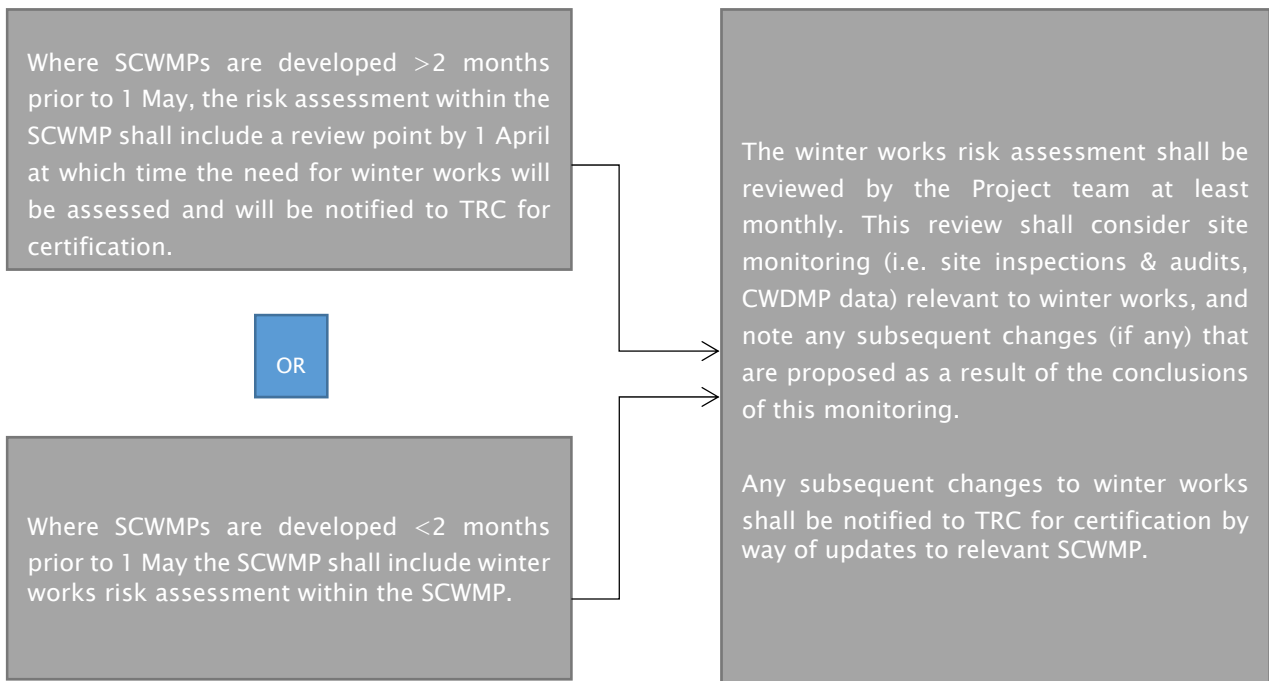 Where SCWMPs are developed >2 months
prior to 1 May, the risk assessment within the
SCWMP shall include a review point by 1 April
at which time the need for winter works will
be assessed and will be notified to TRC for
certification.
OR
Where SCWMPs are developed <2 months
prior to 1 May the SCWMP shall include winter
works risk assessment within the SCWMP.
The winter works risk assessment shall be
reviewed by the Project team at least
monthly. This review shall consider site
monitoring (i.e. site inspections & audits,
CWDMP data) relevant to winter works, and
note any subsequent changes (if any) that
are proposed as a result of the conclusions
of this monitoring.
Any subsequent changes to winter works
shall be notified to TRC for certification by
way of updates to relevant SCWMP.